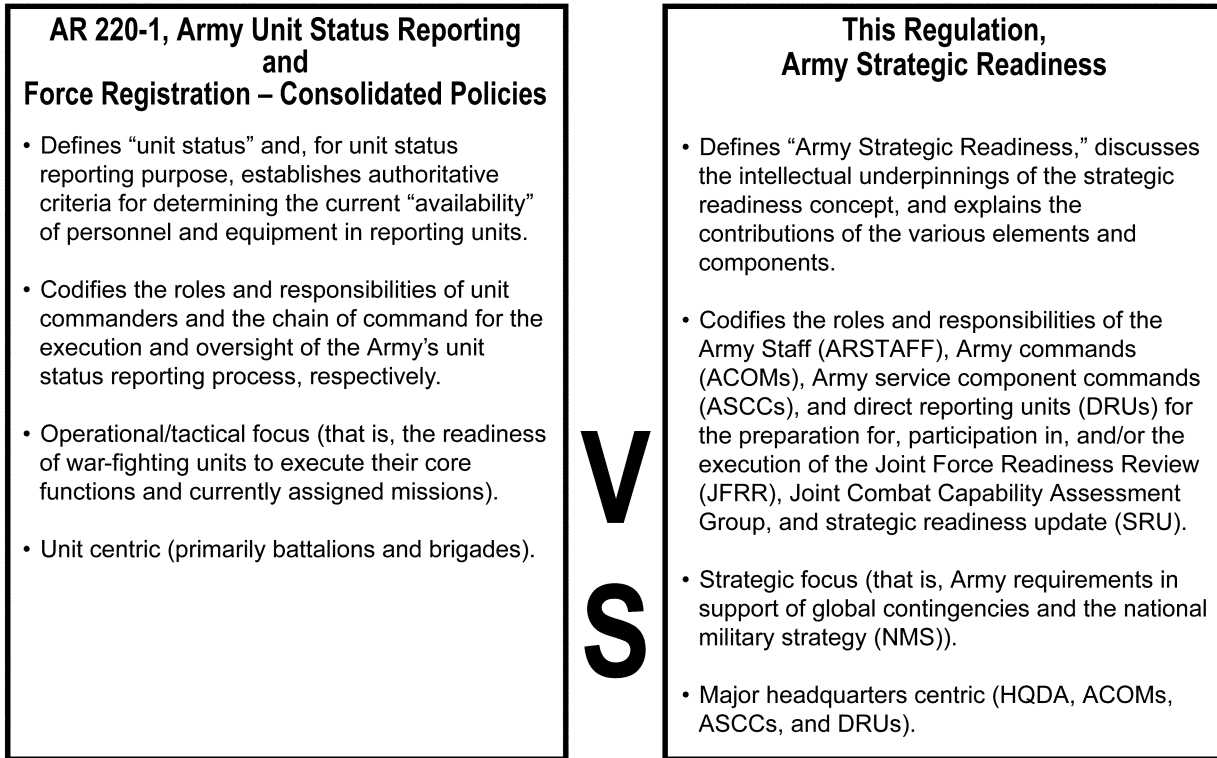 AR 220-1, Army Unit Status Reporting
and
Force Registration – Consolidated Policies
• Defines “unit status” and, for unit status
reporting purpose, establishes authoritative
criteria for determining the current “availability”
of personnel and equipment in reporting units.
• Codifies the roles and responsibilities of unit
commanders and the chain of command for the
execution and oversight of the Army’s unit
status reporting process, respectively.
• Operational/tactical focus (that is, the readiness
of war-fighting units to execute their core
functions and currently assigned missions).
• Unit centric (primarily battalions and brigades).
V
S
This Regulation,
Army Strategic Readiness
• Defines “Army Strategic Readiness,” discusses
the intellectual underpinnings of the strategic
readiness concept, and explains the
contributions of the various elements and
components.
• Codifies the roles and responsibilities of the
Army Staff (ARSTAFF), Army commands
(ACOMs), Army service component commands
(ASCCs), and direct reporting units (DRUs) for
the preparation for, participation in, and/or the
execution of the Joint Force Readiness Review
(JFRR), Joint Combat Capability Assessment
Group, and strategic readiness update (SRU).
• Strategic focus (that is, Army requirements in
support of global contingencies and the national
military strategy (NMS)).
• Major headquarters centric (HQDA, ACOMs,
ASCCs, and DRUs).